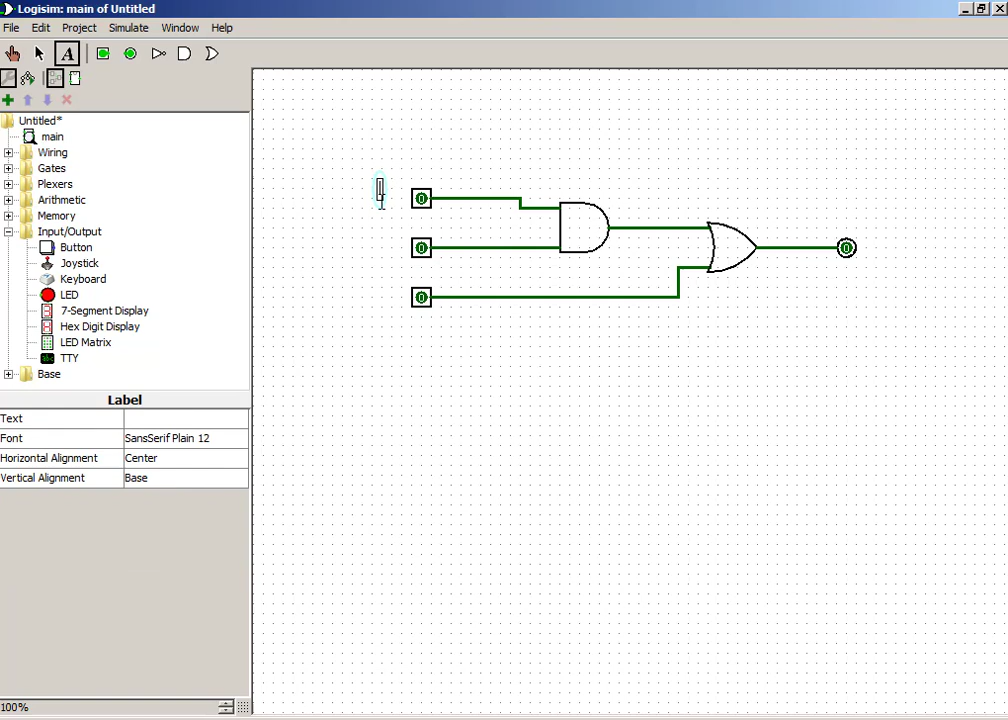 Logisim: main of Untitled
File Edit Project Simulate Window Help
A
Untitled*
main
Wiring
Gates
Plexers
Arithmetic
Memory
Input/Output
Button
Joystick
Keyboard
LED
7-Segment Display
Hex Digit Display
LED Matrix
TTY
Base
Label
Text
Font SansSerif Plain 12
Horizontal Alignment Center
Vertical Alignment Base
100%
0
0
0
0